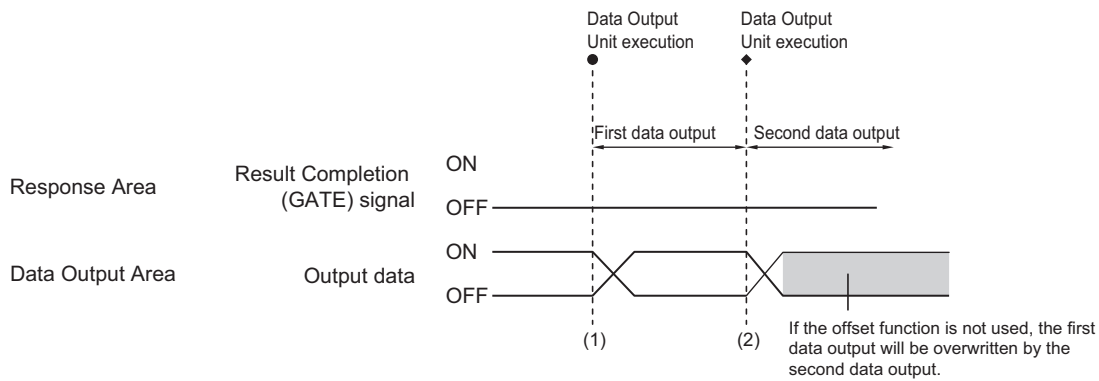 Data Output
Unit execution
Data Output
Unit execution
First data output
Second data output
Response Area
Result Completion
(GATE) signal
ON
OFF
Data Output Area
Output data
ON
OFF
(1)
(2)
If the offset function is not used, the first
data output will be overwritten by the
second data output.